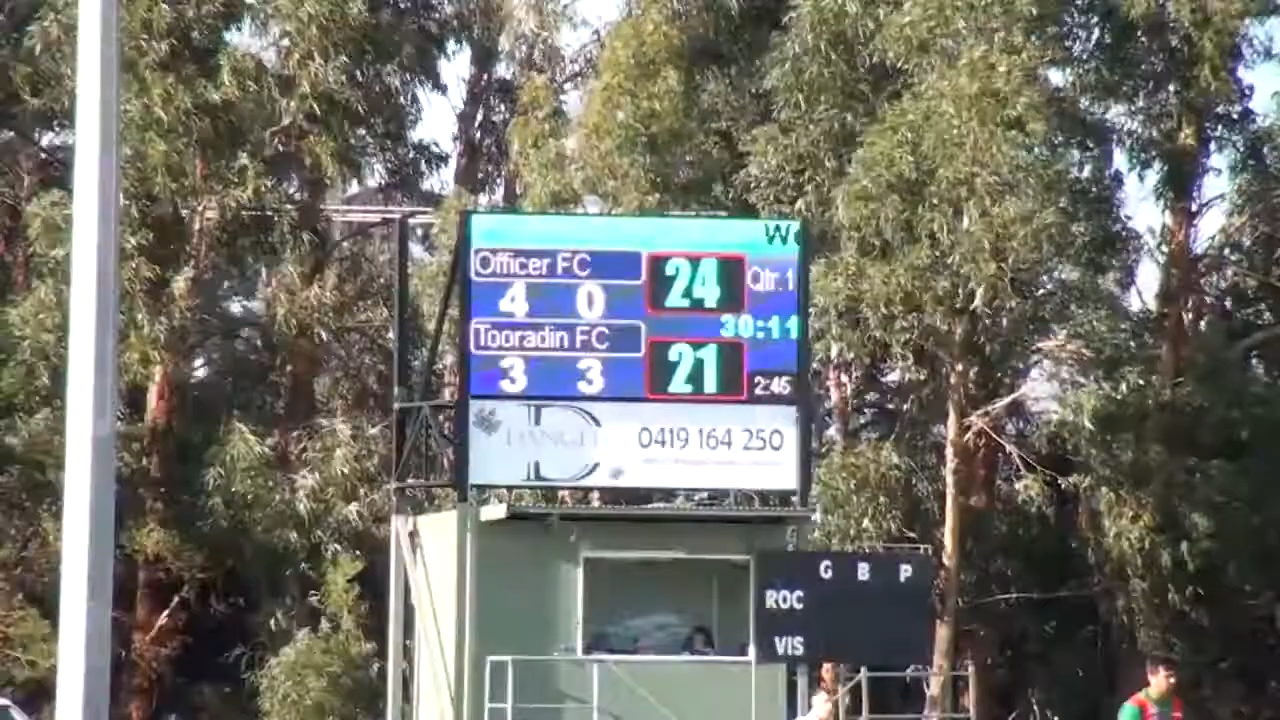 Officer FC 24 Qtr.1
4 0
30:11
Tooradin FC
3 3 21 2:45
D
0419 164 250
G B P
ROC
VIS